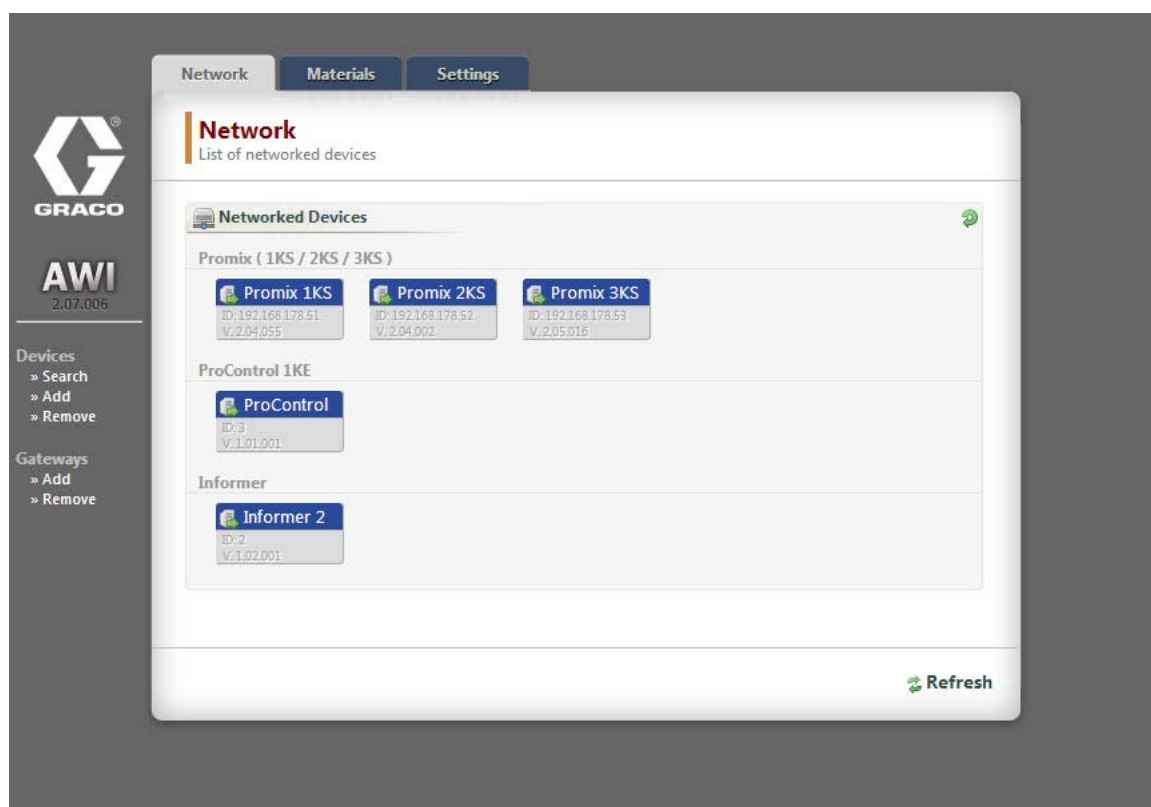 Network Materials Settings
®
GRACO
AWI
2.07.006
Devices
» Search
» Add
» Remove
Gateways
» Add
» Remove
Network
List of networked devices
Networked Devices
Promix ( 1KS / 2KS / 3KS )
Promix 1KS
ID: 192.168.178.51
V. 2.04.055
Promix 2KS
ID: 192.168.178.52
V. 2.04.002
Promix 3KS
ID: 192.168.178.53
V. 2.05.016
ProControl 1KE
ProControl
ID: 3
V. 1.01.001
Informer
Informer 2
ID: 2
V. 1.02.001
Refresh